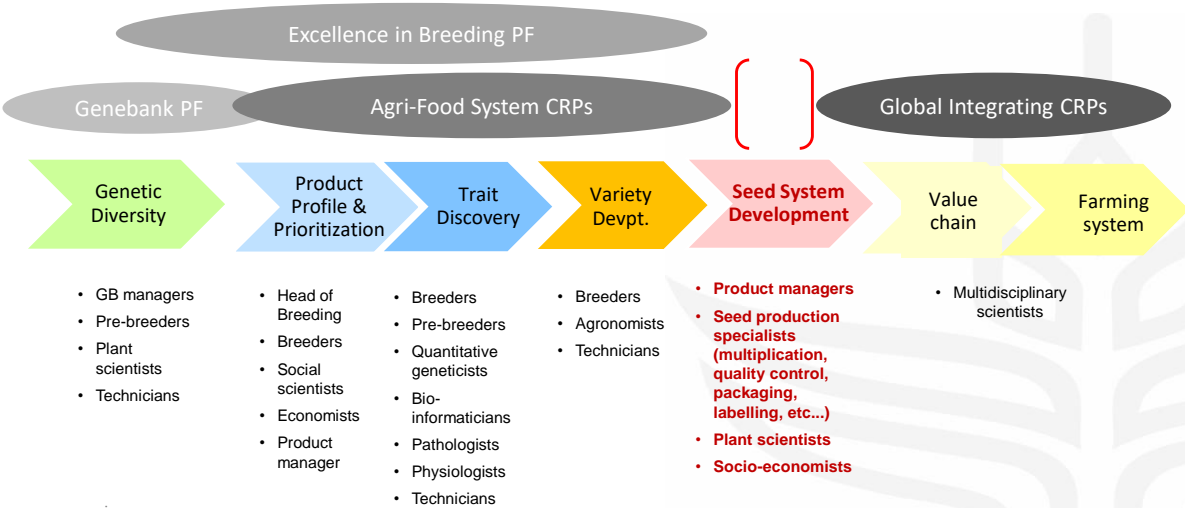 Excellence in Breeding PF
Genebank PF
Agri-Food System CRPs
Global Integrating CRPs
Genetic
Diversity
Product
Profile &
Prioritization
Trait
Discovery
Variety
Devpt.
Seed System
Development
Value
chain
Farming
system
• GB managers
• Pre-breeders
• Plant
scientists
• Technicians
• Head of
Breeding
• Breeders
• Social
scientists
• Economists
• Product
manager
• Breeders
• Pre-breeders
• Quantitative
geneticists
• Bio-
informaticians
• Pathologists
• Physiologists
• Technicians
• Breeders
• Agronomists
• Technicians
• Product managers
• Seed production
specialists
(multiplication,
quality control,
packaging,
labelling, etc...)
• Plant scientists
• Socio-economists
• Multidisciplinary
scientists